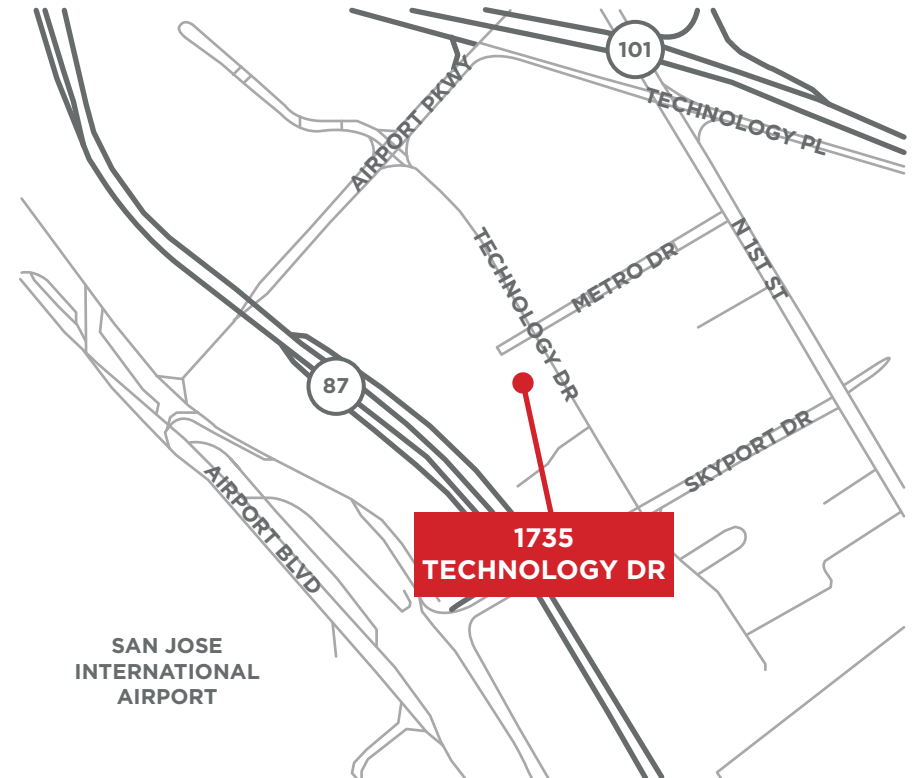 101
TECHNOLOGY PL
AIRPORT PKWY
N 1ST ST
METRO DR
TECHNOLOGY DR
87
SKYPORT DR
AIRPORT BLVD
1735
TECHNOLOGY DR
SAN JOSE
INTERNATIONAL
AIRPORT